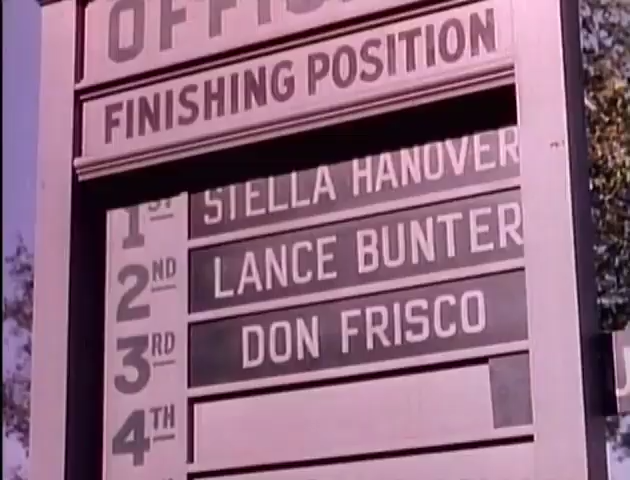 FINISHING POSITION
1ST STELLA HANOVER
2ND LANCE BUNTER
3RD DON FRISCO
4TH